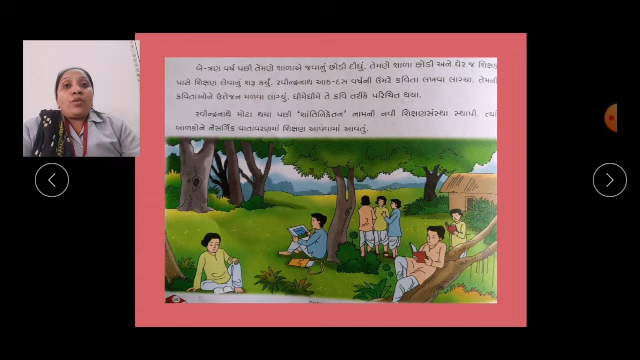 બે-ત્રણ વર્ષ પછી તેમણે શાળાએ જવાનું છોડી દીધું. તેમણે શાળા છોડી અને ઘેર જ શિક્ષક
પાસે શિક્ષણ લેવાનું શરૂ કર્યું. રવીન્દ્રનાથ આઠ-દસ વર્ષની ઉંમરે કવિતા લખવા લાગ્યા. તેમની
કવિતાઓને ઉત્તેજન મળવા લાગ્યું. ધીમેધીમે તે કવિ તરીકે પરિચિત થયા.
રવીન્દ્રનાથે મોટા થયા પછી ‘શાંતિનિકેતન’ નામની નવી શિક્ષણસંસ્થા સ્થાપી. ત્યાં
બાળકોને નૈસર્ગિક વાતાવરણમાં શિક્ષણ આપવામાં આવતું.